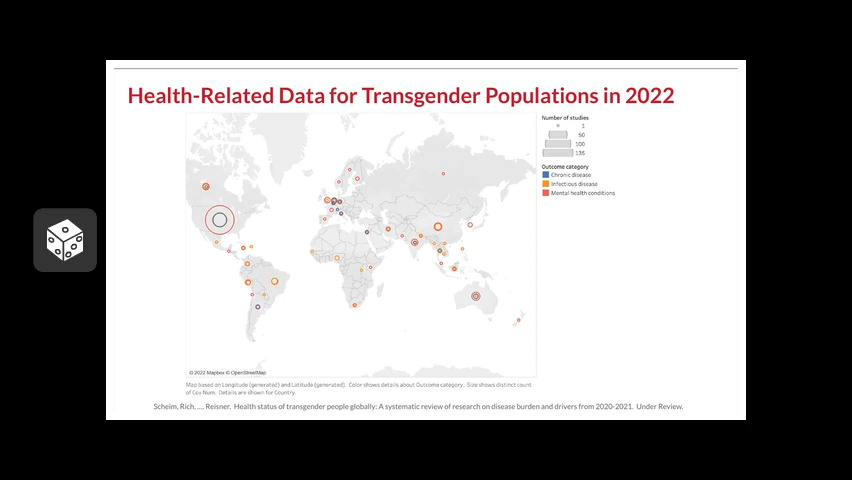 Health-Related Data for Transgender Populations in 2022
Number of studies
1
50
100
136
Outcome category
Chronic disease
Infectious disease
Mental health conditions
© 2022 Mapbox © OpenStreetMap
Map based on Longitude (generated) and Latitude (generated). Color shows details about Outcome category. Size shows distinct count
of Cov Num. Details are shown for Country.
Scheim, Rich, ..., Reisner. Health status of transgender people globally: A systematic review of research on disease burden and drivers from 2020-2021. Under Review.